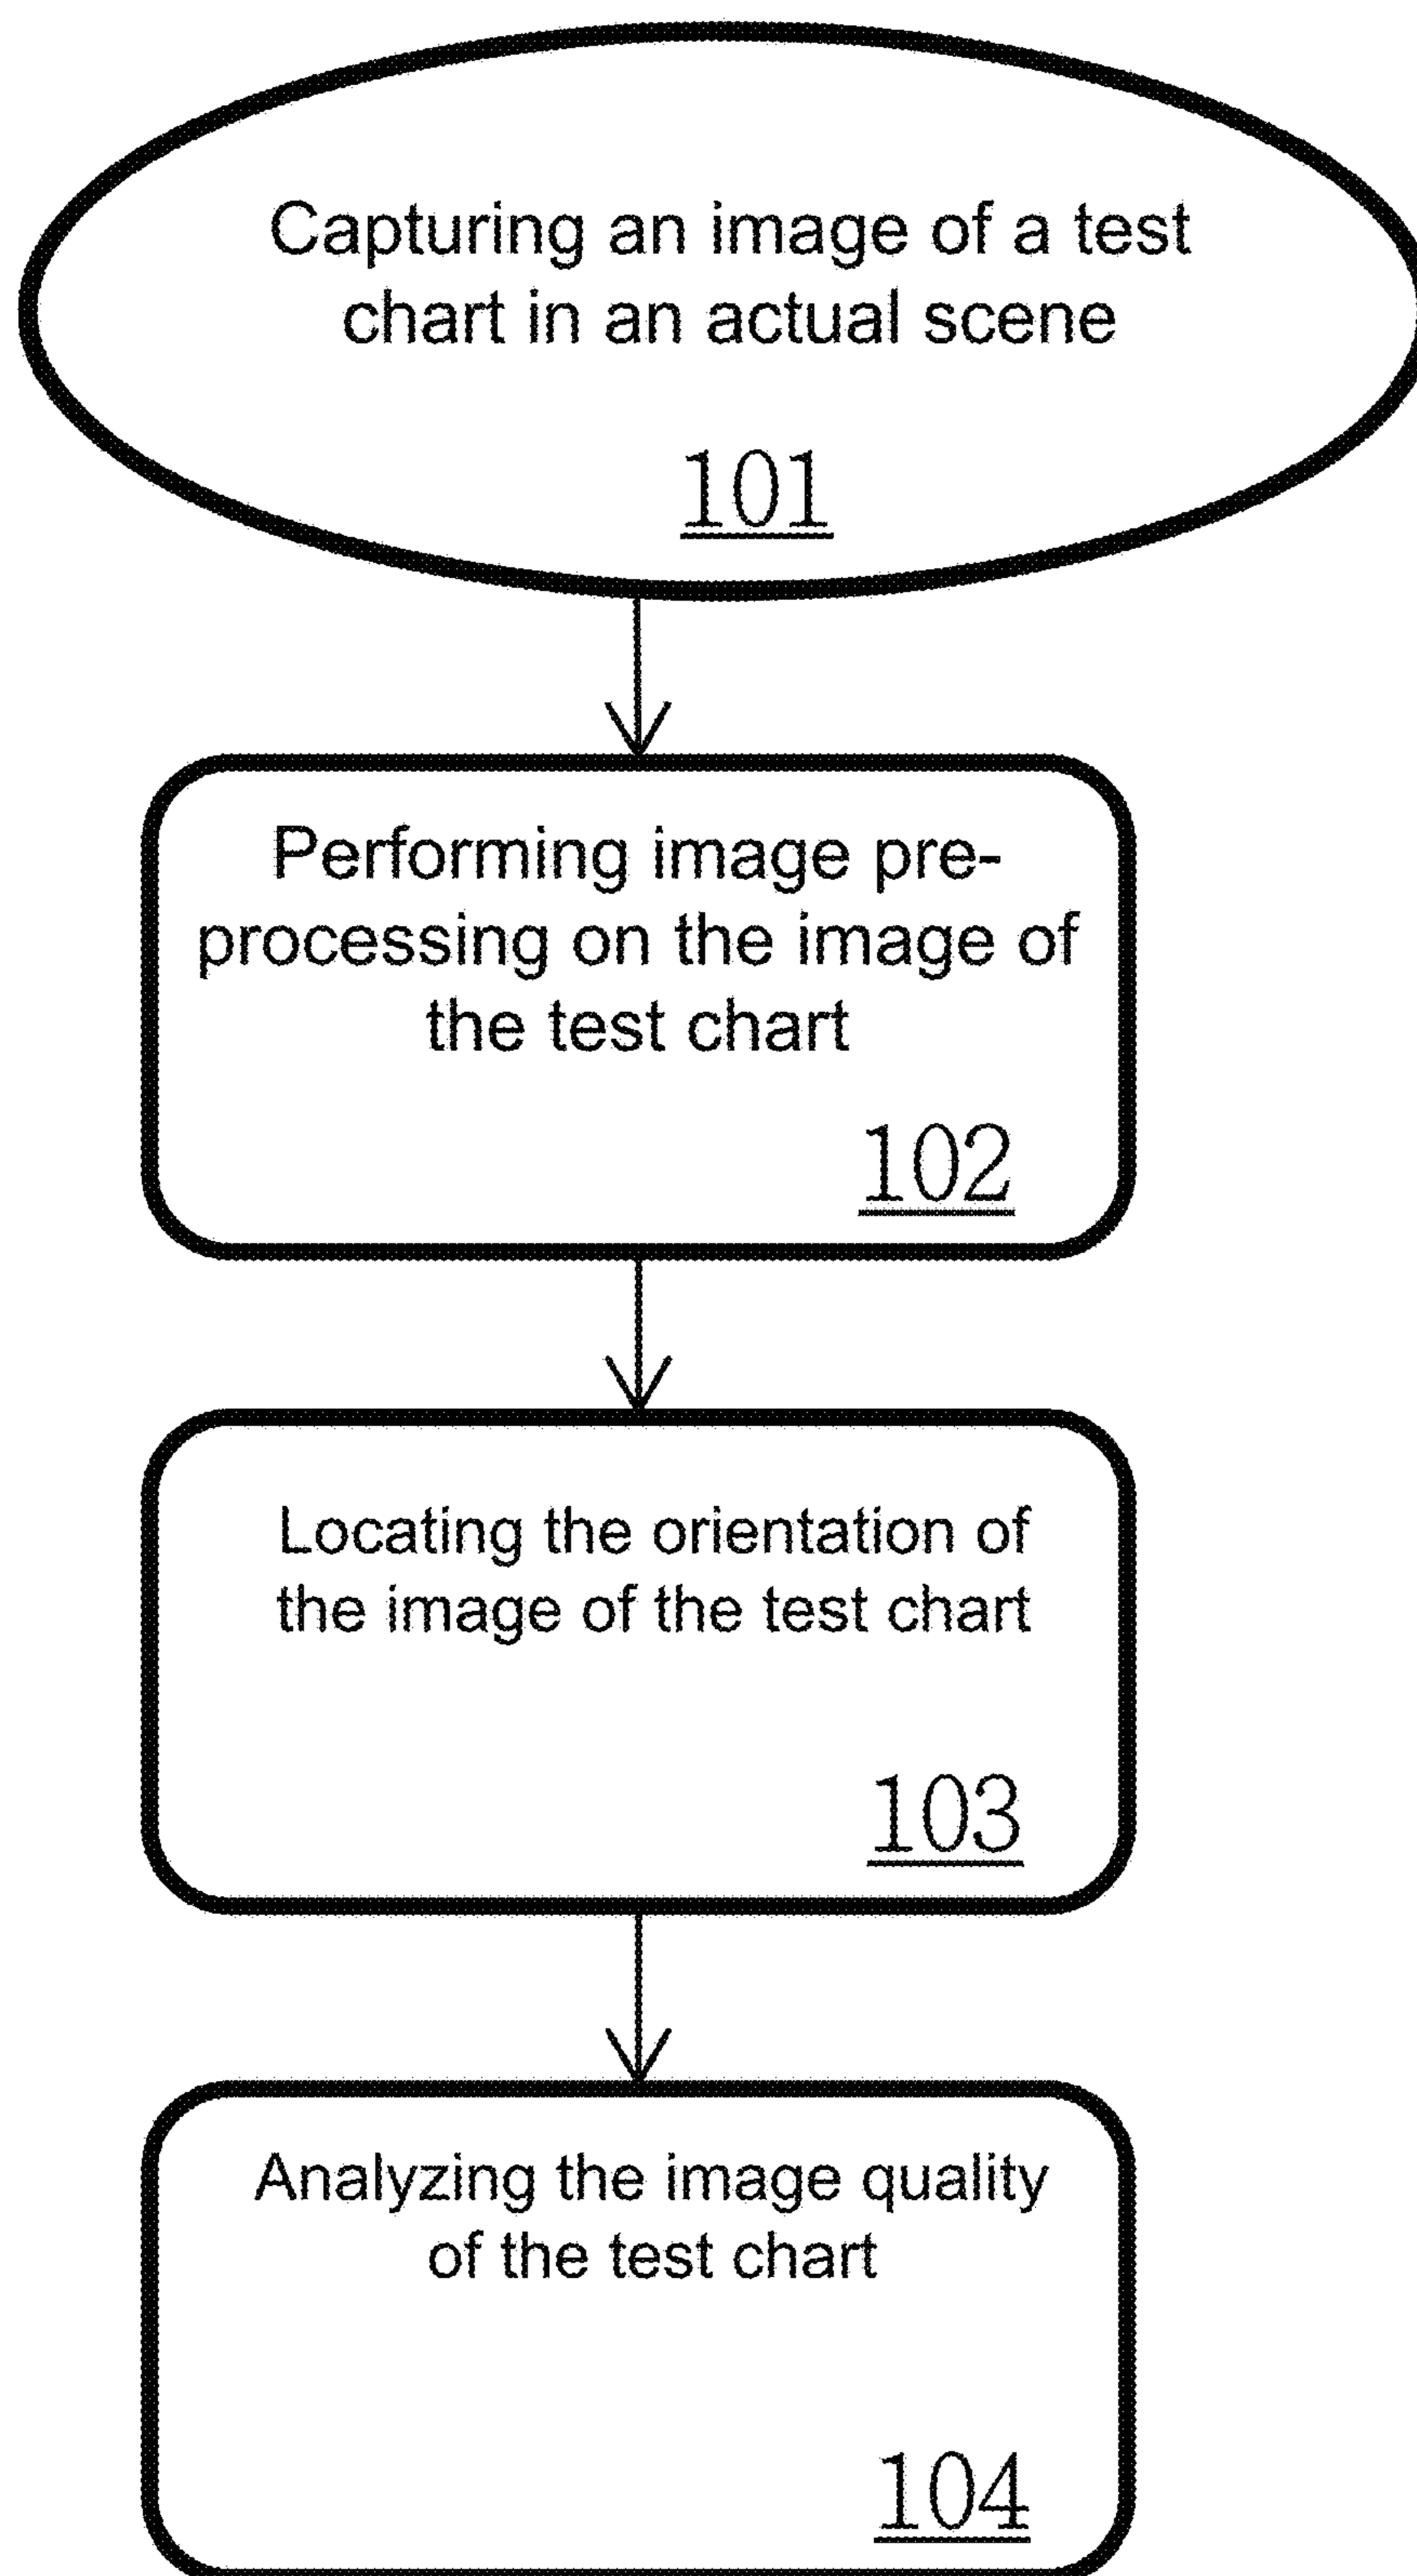 Capturing an image of a test
chart in an actual scene
101
Performing image pre-
processing on the image of
the test chart
102
Locating the orientation of
the image of the test chart
103
Analyzing the image quality
of the test chart
104